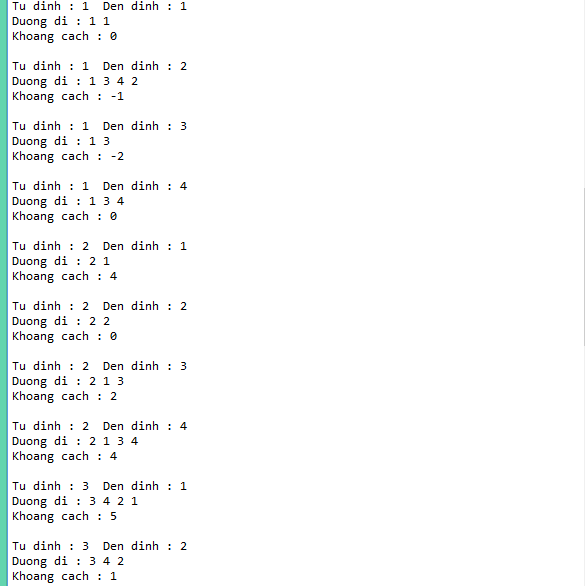 Tu dinh : 1  Den dinh : 1
Duong di : 1 1
Khoang cach : 0
Tu dinh : 1  Den dinh : 2
Duong di : 1 3 4 2
Khoang cach : -1
Tu dinh : 1  Den dinh : 3
Duong di : 1 3
Khoang cach : -2
Tu dinh : 1  Den dinh : 4
Duong di : 1 3 4
Khoang cach : 0
Tu dinh : 2  Den dinh : 1
Duong di : 2 1
Khoang cach : 4
Tu dinh : 2  Den dinh : 2
Duong di : 2 2
Khoang cach : 0
Tu dinh : 2  Den dinh : 3
Duong di : 2 1 3
Khoang cach : 2
Tu dinh : 2  Den dinh : 4
Duong di : 2 1 3 4
Khoang cach : 4
Tu dinh : 3  Den dinh : 1
Duong di : 3 4 2 1
Khoang cach : 5
Tu dinh : 3  Den dinh : 2
Duong di : 3 4 2
Khoang cach : 1